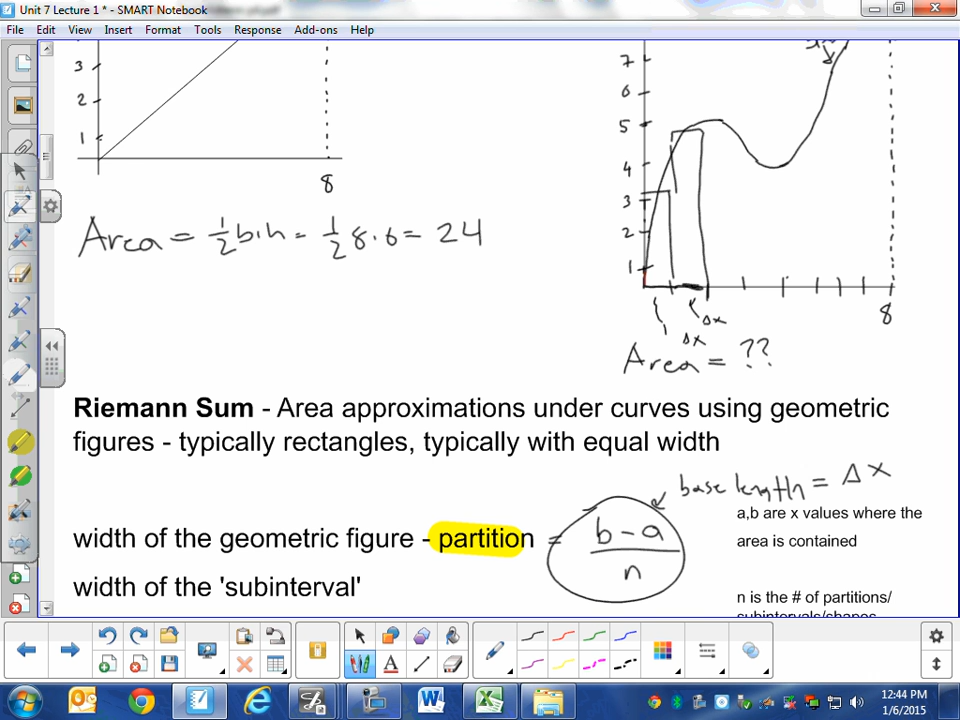 Unit 7 Lecture 1 * - SMART Notebook
File Edit View Insert Format Tools Response Add-ons Help
3
2
1
8
Area = 1/2 b·h = 1/2 8·6 = 24
7
6
5
4
3
2
1
8
Δx
Δx
Area = ??
Riemann Sum - Area approximations under curves using geometric
figures - typically rectangles, typically with equal width
base length = Δx
a,b are x values where the
area is contained
width of the geometric figure - partition = b-a/n
width of the 'subinterval'
n is the # of partitions/
subintervals/shapes
12:44 PM
1/6/2015